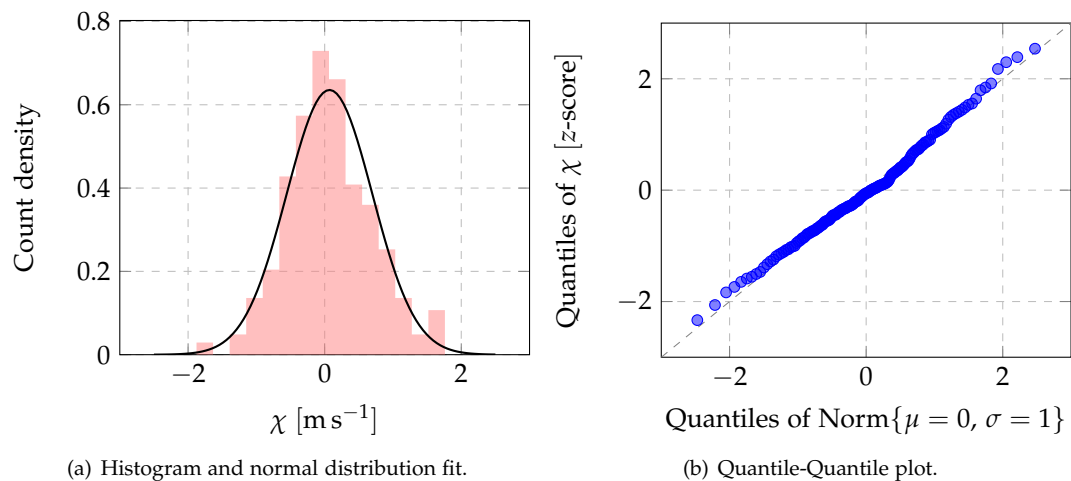 0.8
0.6
0.4
0.2
0
−2
0
2
Count density
χ [m s⁻¹]
(a) Histogram and normal distribution fit.
2
0
−2
−2
0
2
Quantiles of χ [z-score]
Quantiles of Norm{μ = 0, σ = 1}
(b) Quantile-Quantile plot.